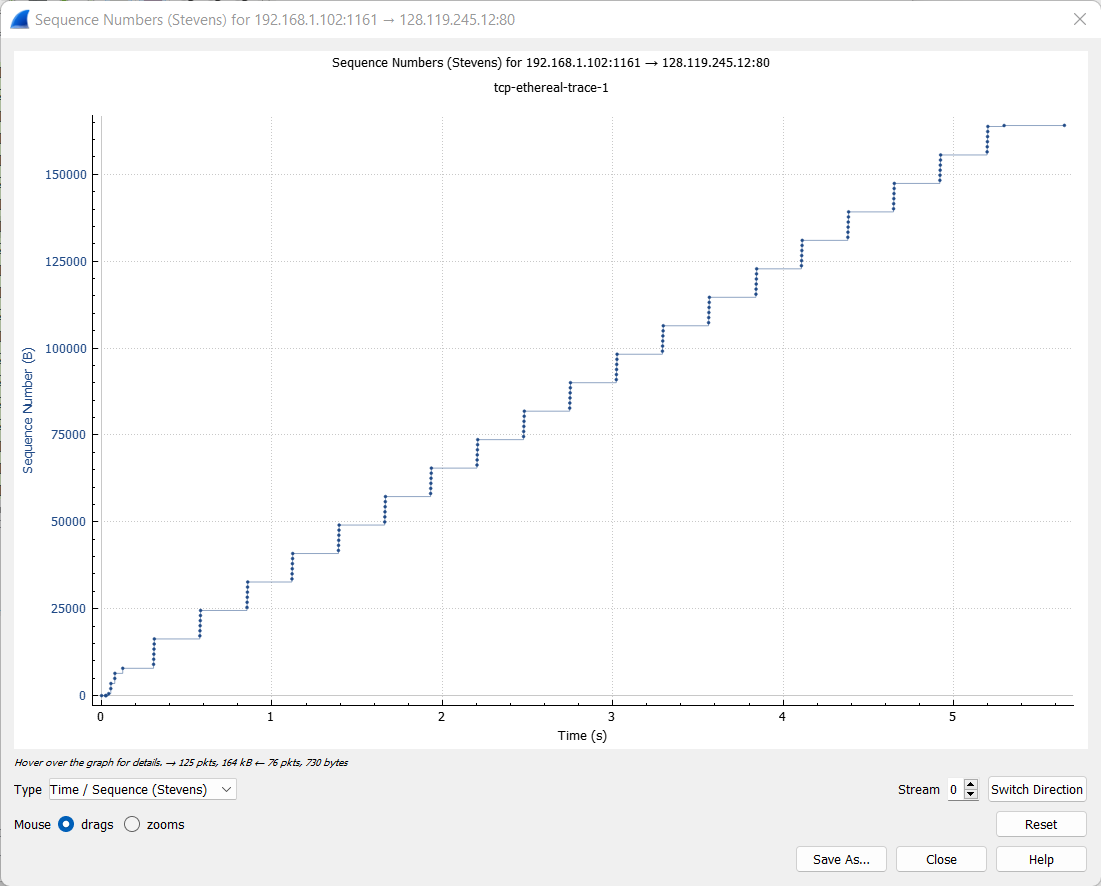 Sequence Numbers (Stevens) for 192.168.1.102:1161 → 128.119.245.12:80
Sequence Numbers (Stevens) for 192.168.1.102:1161 → 128.119.245.12:80
tcp-ethereal-trace-1
150000
125000
100000
75000
50000
25000
0
Sequence Number (B)
0 1 2 3 4 5
Time (s)
Hover over the graph for details. → 125 pkts, 164 kB ← 76 pkts, 730 bytes
Type Time / Sequence (Stevens) Stream 0 Switch Direction
Mouse drags zooms Reset
Save As... Close Help